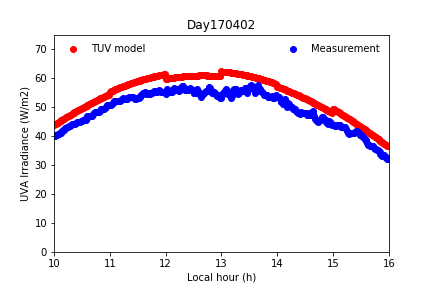 Day170402
TUV model
Measurement
UVA Irradiance (W/m2)
70
60
50
40
30
20
10
0
10 11 12 13 14 15 16
Local hour (h)